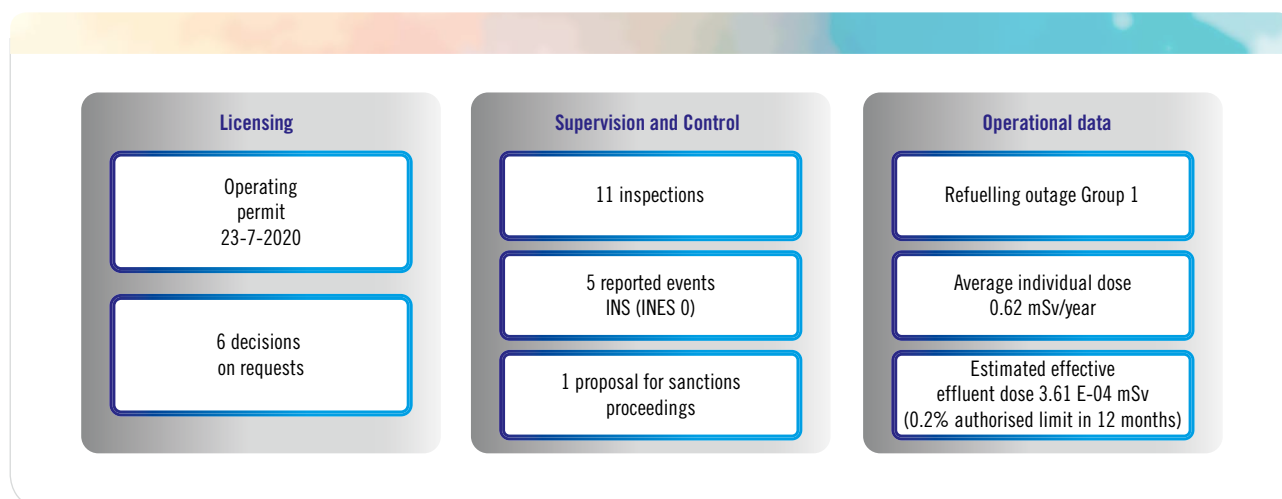 Licensing
Operating
permit
23-7-2020
6 decisions
on requests
Supervision and Control
11 inspections
5 reported events
INS (INES 0)
1 proposal for sanctions
proceedings
Operational data
Refuelling outage Group 1
Average individual dose
0.62 mSv/year
Estimated effective
effluent dose 3.61 E-04 mSv
(0.2% authorised limit in 12 months)